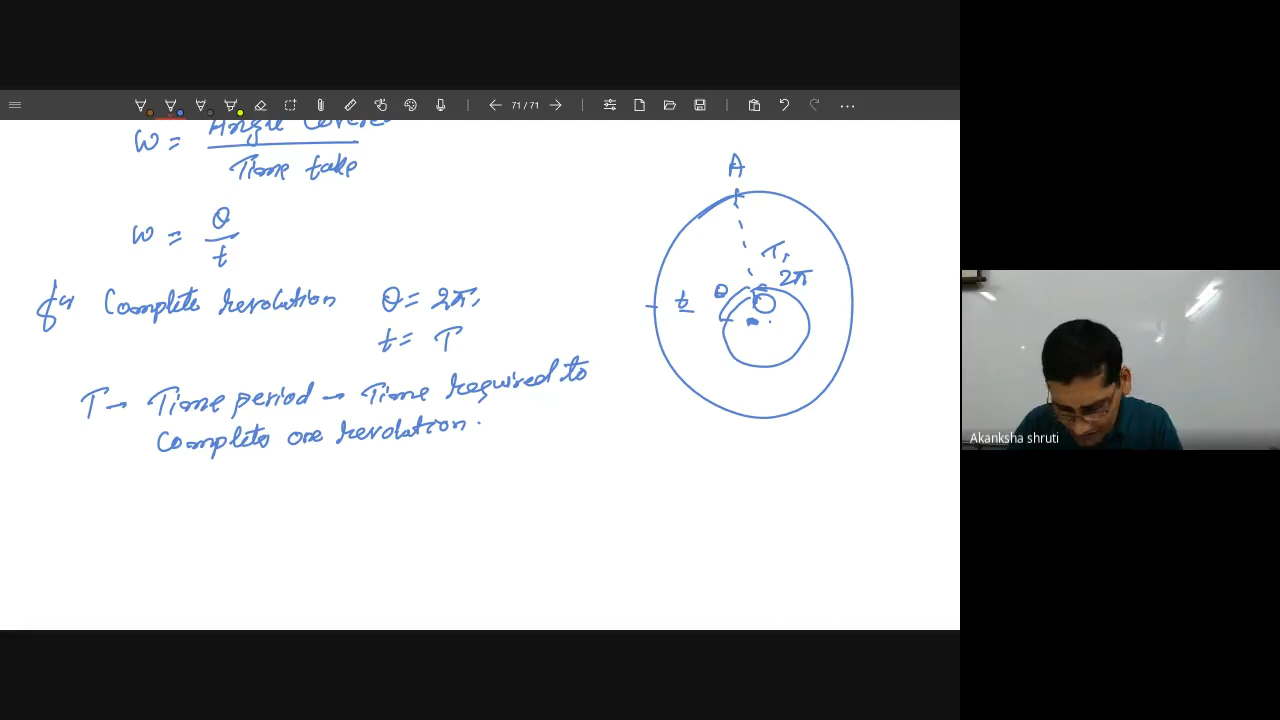 71/71
ω = Angle Covere
Time take
ω = θ
t
for Complete revolution θ = 2π,
t = T
T → Time period → Time required to
Complete one revolution.
A
T,
2π
θ
t
Akanksha shruti